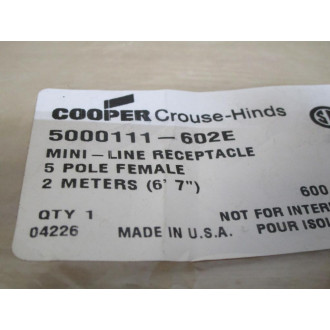 COOPER Crouse-Hinds
5000111-602E
MINI-LINE RECEPTACLE
5 POLE FEMALE
2 METERS (6' 7")
600
QTY 1 NOT FOR INTER
04226 MADE IN U.S.A. POUR ISOL